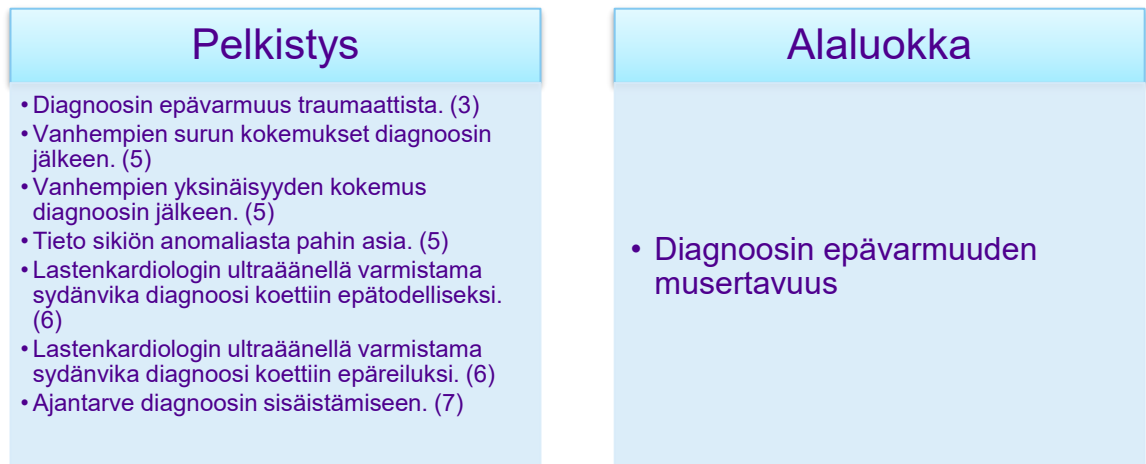 Pelkistys
• Diagnoosin epävarmuus traumaattista. (3)
• Vanhempien surun kokemukset diagnoosin
jälkeen. (5)
• Vanhempien yksinäisyyden kokemus
diagnoosin jälkeen. (5)
• Tieto sikiön anomaliasta pahin asia. (5)
• Lastenkardiologin ultraäänellä varmistama
sydänvika diagnoosi koettiin epätodelliseksi.
(6)
• Lastenkardiologin ultraäänellä varmistama
sydänvika diagnoosi koettiin epäreiluksi. (6)
• Ajantarve diagnoosin sisäistämiseen. (7)
Alaluokka
• Diagnoosin epävarmuuden
musertavuus